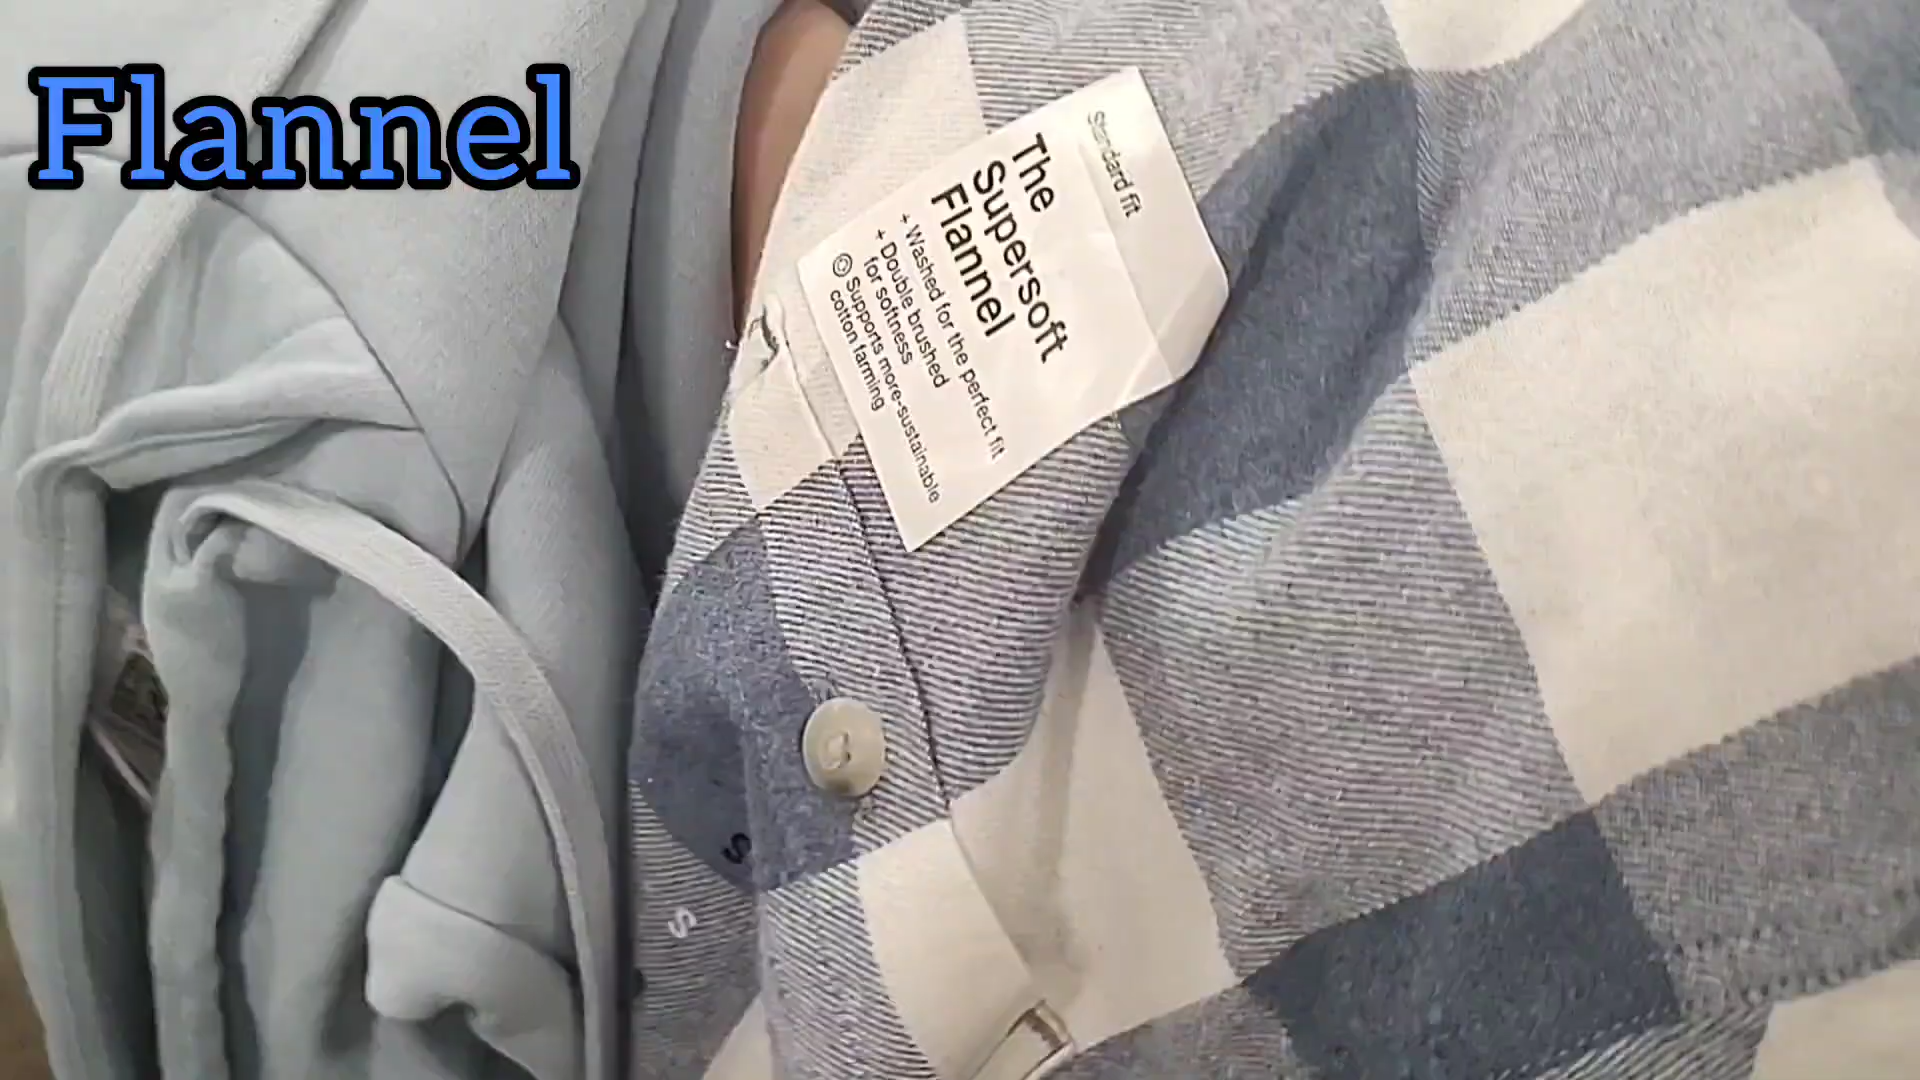 Flannel
Standard fit
The
Supersoft
Flannel
+ Washed for the perfect fit
+ Double brushed
for softness
Supports more-sustainable
cotton farming
S
S